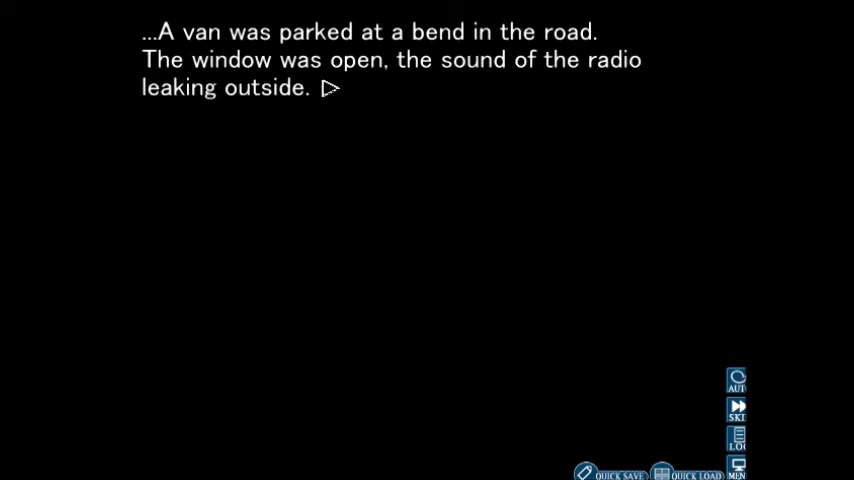 ...A van was parked at a bend in the road.
The window was open, the sound of the radio
leaking outside.
QUICK SAVE
QUICK LOAD